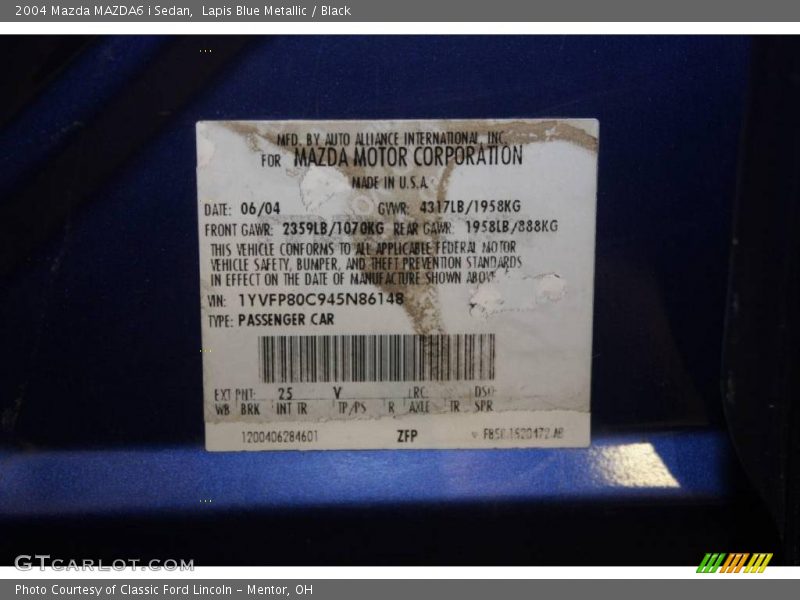 2004 Mazda MAZDA6 i Sedan,  Lapis Blue Metallic / Black
MFD. BY AUTO ALLIANCE INTERNATIONAL, INC.
FOR MAZDA MOTOR CORPORATION
MADE IN U.S.A.
DATE: 06/04 GVWR: 4317LB/1958KG
FRONT GAWR: 2359LB/1070KG REAR GAWR: 1958LB/888KG
THIS VEHICLE CONFORMS TO ALL APPLICABLE FEDERAL MOTOR
VEHICLE SAFETY, BUMPER, AND THEFT PREVENTION STANDARDS
IN EFFECT ON THE DATE OF MANUFACTURE SHOWN ABOVE
VIN: 1YVFP80C945N86148
TYPE: PASSENGER CAR
EXT PNT: 25 V RC: DSO
WB BRK INT TR TP/PS R AXLE TR SPR
1200406284601 ZFP
GTCARLOT.COM
Photo Courtesy of Classic Ford Lincoln - Mentor, OH